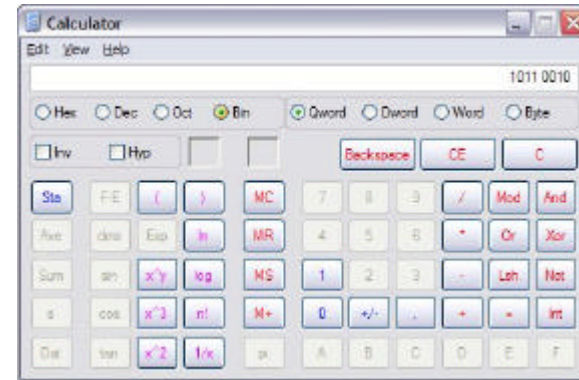 Calculator
Edit View Help
1011 0010
Hex Dec Oct Bin Qword Dword Word Byte
Inv Hyp Backspace CE C
Sta F-E ( ) MC 7 8 9 / Mod And
Ave dms Exp ln MR 4 5 6 * Or Xor
Sum sin x^y log MS 1 2 3 - Lsh Not
s cos x^3 n! M+ 0 +/- . + = Int
Dat tan x^2 1/x pi A B C D E F